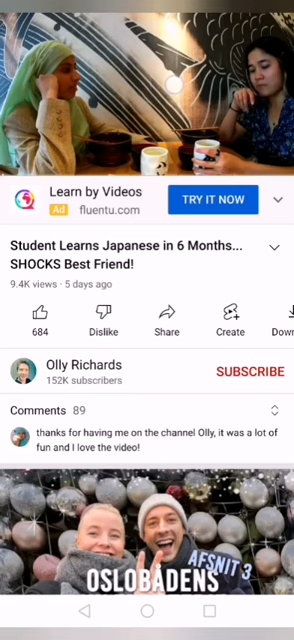 Learn by Videos
Ad fluentu.com
TRY IT NOW
Student Learns Japanese in 6 Months...
SHOCKS Best Friend!
9.4K views · 5 days ago
684
Dislike
Share
Create
Down
Olly Richards
152K subscribers
SUBSCRIBE
Comments 89
thanks for having me on the channel Olly, it was a lot of
fun and I love the video!
AFSNIT 3
OSLOBÅDENS